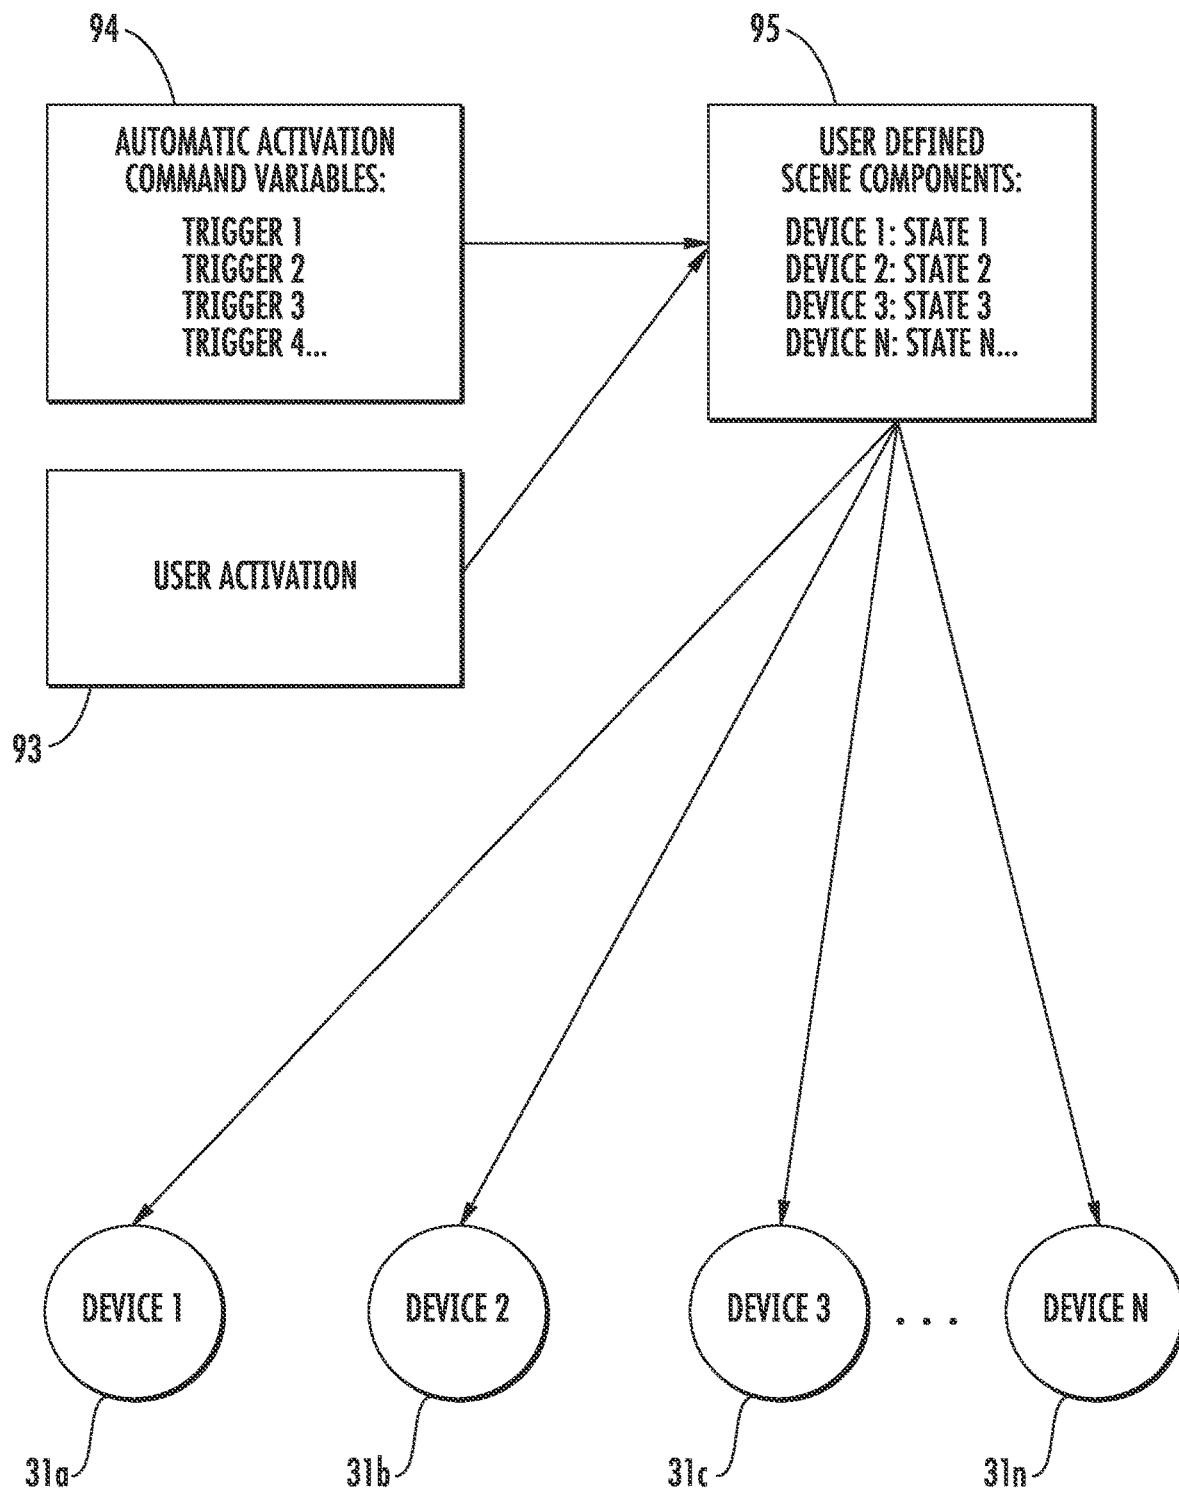 94
95
AUTOMATIC ACTIVATION
COMMAND VARIABLES:
TRIGGER 1
TRIGGER 2
TRIGGER 3
TRIGGER 4...
USER DEFINED
SCENE COMPONENTS:
DEVICE 1: STATE 1
DEVICE 2: STATE 2
DEVICE 3: STATE 3
DEVICE N: STATE N...
USER ACTIVATION
93
DEVICE 1
DEVICE 2
DEVICE 3
. . .
DEVICE N
31a
31b
31c
31n